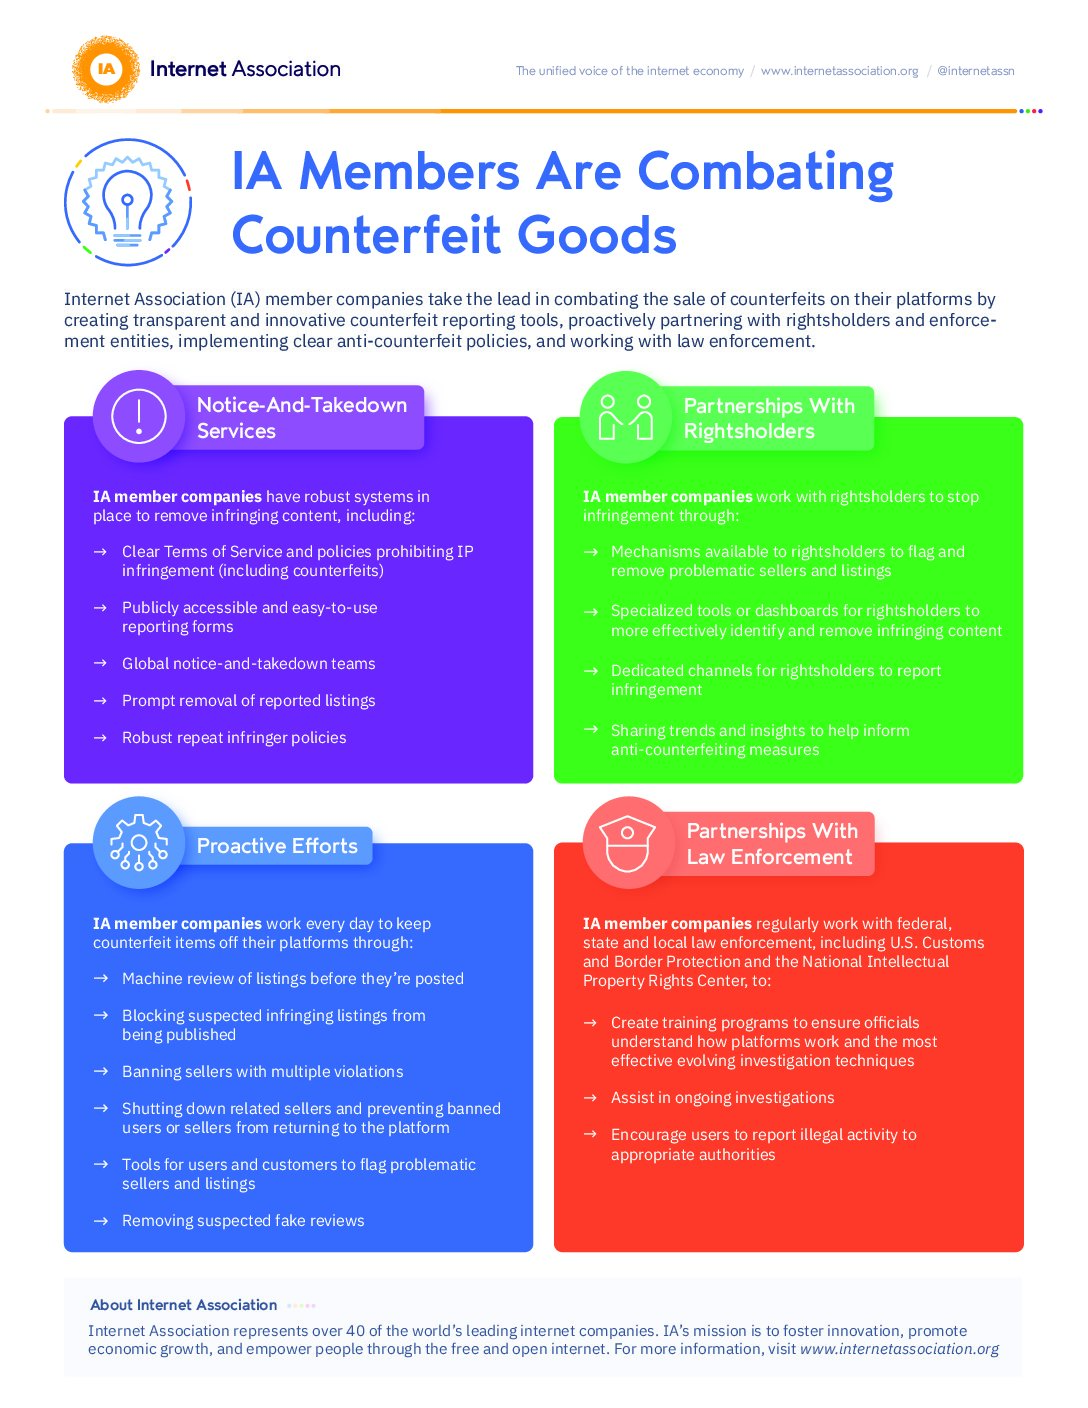 IA
Internet Association
The unified voice of the internet economy / www.internetassociation.org / @internetassn
IA Members Are Combating
Counterfeit Goods
Internet Association (IA) member companies take the lead in combating the sale of counterfeits on their platforms by
creating transparent and innovative counterfeit reporting tools, proactively partnering with rightsholders and enforce-
ment entities, implementing clear anti-counterfeit policies, and working with law enforcement.
Notice-And-Takedown
Services
IA member companies have robust systems in
place to remove infringing content, including:
→ Clear Terms of Service and policies prohibiting IP
infringement (including counterfeits)
→ Publicly accessible and easy-to-use
reporting forms
→ Global notice-and-takedown teams
→ Prompt removal of reported listings
→ Robust repeat infringer policies
Partnerships With
Rightsholders
IA member companies work with rightsholders to stop
infringement through:
→ Mechanisms available to rightsholders to flag and
remove problematic sellers and listings
→ Specialized tools or dashboards for rightsholders to
more effectively identify and remove infringing content
→ Dedicated channels for rightsholders to report
infringement
→ Sharing trends and insights to help inform
anti-counterfeiting measures
Proactive Efforts
IA member companies work every day to keep
counterfeit items off their platforms through:
→ Machine review of listings before they're posted
→ Blocking suspected infringing listings from
being published
→ Banning sellers with multiple violations
→ Shutting down related sellers and preventing banned
users or sellers from returning to the platform
→ Tools for users and customers to flag problematic
sellers and listings
→ Removing suspected fake reviews
Partnerships With
Law Enforcement
IA member companies regularly work with federal,
state and local law enforcement, including U.S. Customs
and Border Protection and the National Intellectual
Property Rights Center, to:
→ Create training programs to ensure officials
understand how platforms work and the most
effective evolving investigation techniques
→ Assist in ongoing investigations
→ Encourage users to report illegal activity to
appropriate authorities
About Internet Association
Internet Association represents over 40 of the world's leading internet companies. IA's mission is to foster innovation, promote
economic growth, and empower people through the free and open internet. For more information, visit www.internetassociation.org